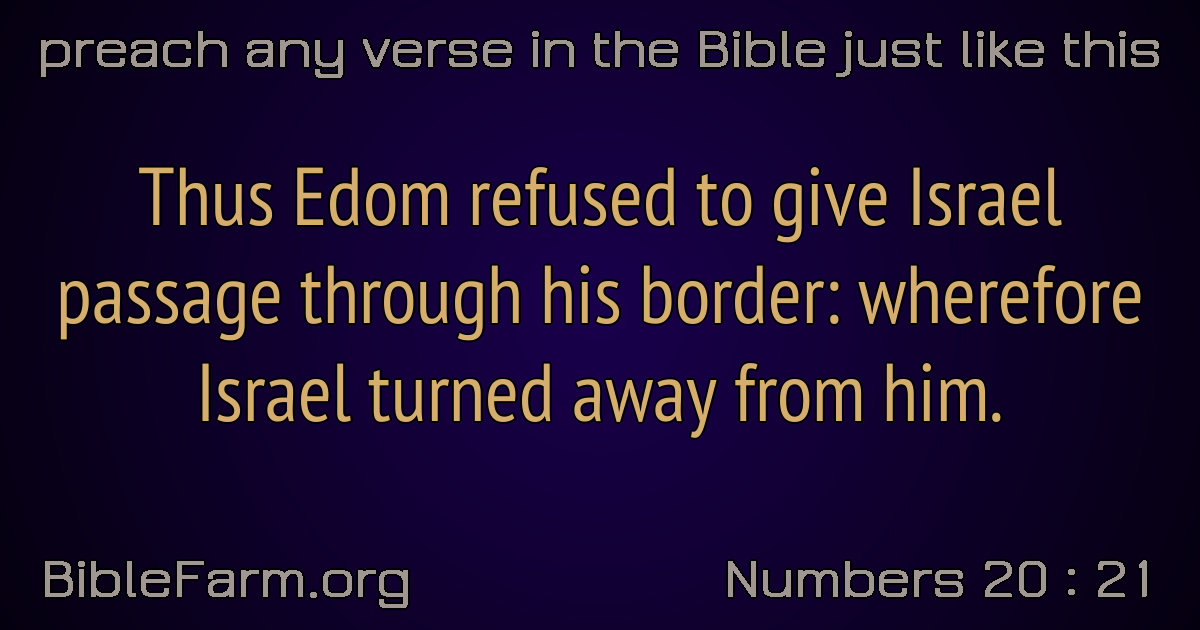 preach any verse in the Bible just like this
Thus Edom refused to give Israel
passage through his border: wherefore
Israel turned away from him.
BibleFarm.org
Numbers 20 : 21